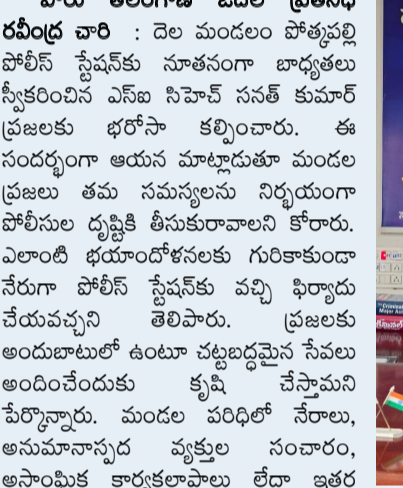 రవీంద్ర చారి : దెల మండలం పోత్కపల్లి
పోలీస్ స్టేషన్‌కు నూతనంగా బాధ్యతలు
స్వీకరించిన ఎస్ఐ సిహెచ్ సనత్ కుమార్
ప్రజలకు భరోసా కల్పించారు. ఈ
సందర్భంగా ఆయన మాట్లాడుతూ మండల
ప్రజలు తమ సమస్యలను నిర్భయంగా
పోలీసుల దృష్టికి తీసుకురావాలని కోరారు.
ఎలాంటి భయాందోళనలకు గురికాకుండా
నేరుగా పోలీస్ స్టేషన్‌కు వచ్చి ఫిర్యాదు
చేయవచ్చని తెలిపారు. ప్రజలకు
అందుబాటులో ఉంటూ చట్టబద్ధమైన సేవలు
అందించేందుకు కృషి చేస్తామని
పేర్కొన్నారు. మండల పరిధిలో నేరాలు,
అనుమానాస్పద వ్యక్తుల సంచారం,
అసాంఘిక కార్యకలాపాలు లేదా ఇతర